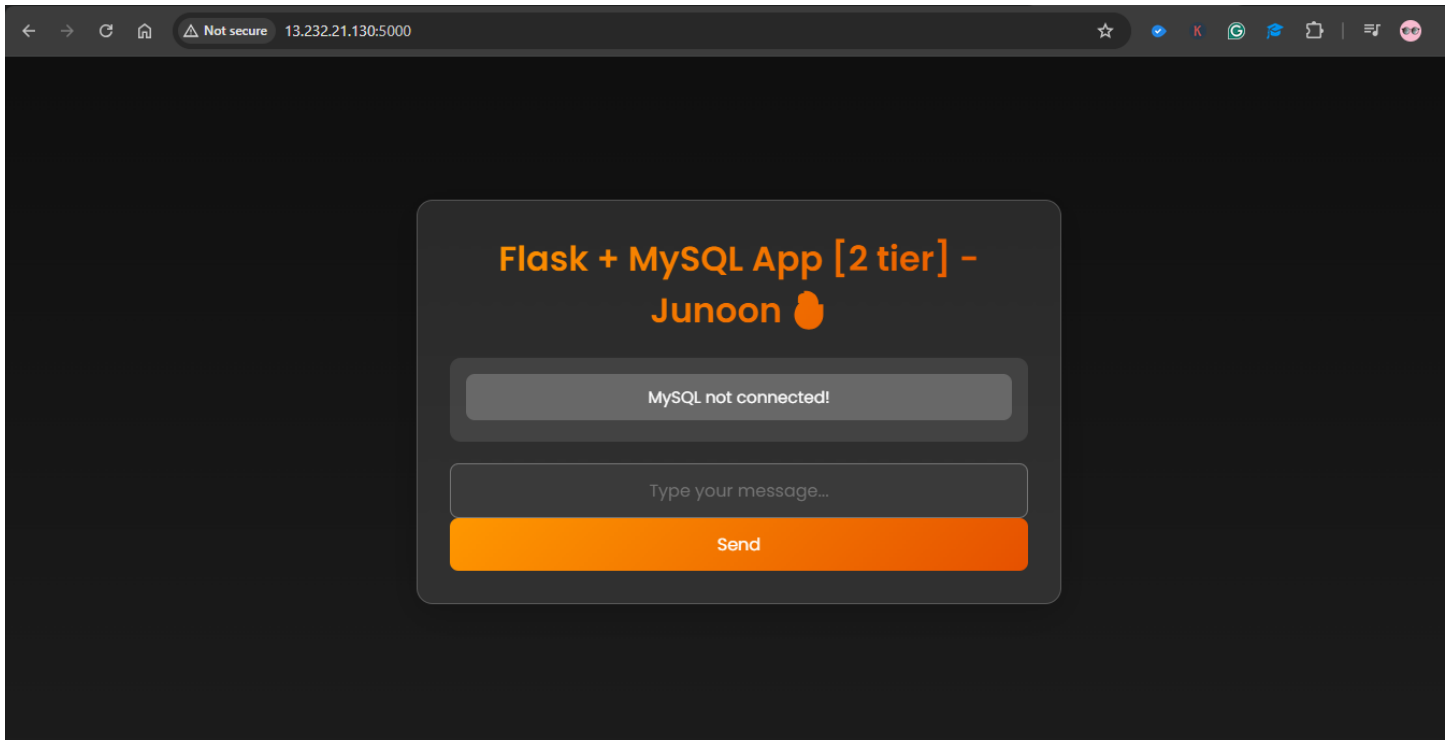 Not secure 13.232.21.130:5000
Flask + MySQL App [2 tier] -
Junoon
MySQL not connected!
Type your message...
Send